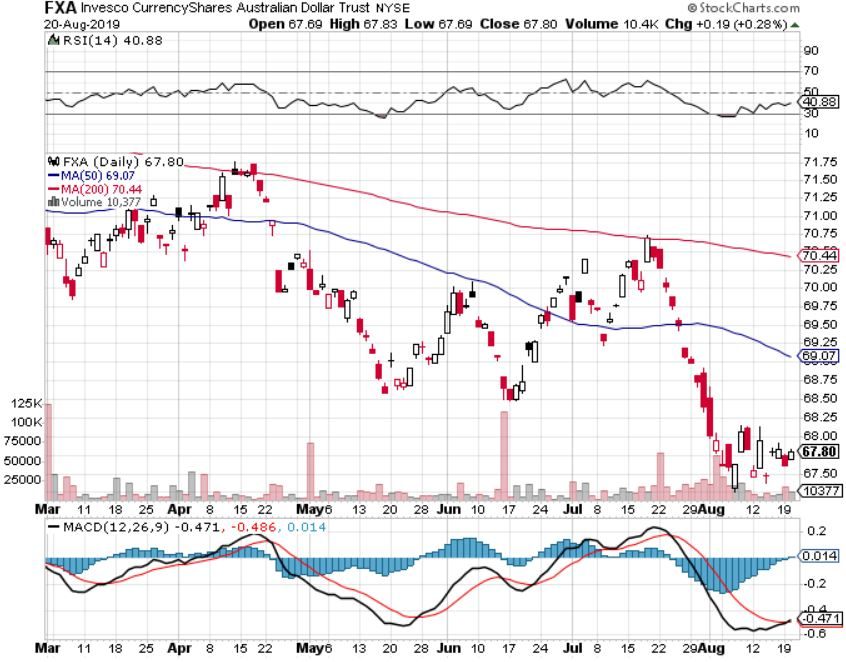 FXA Invesco CurrencyShares Australian Dollar Trust NYSE
© StockCharts.com
20-Aug-2019
Open 67.69 High 67.83 Low 67.69 Close 67.80 Volume 10.4K Chg +0.19 (+0.28%)
RSI(14) 40.88
90
70
50
40.88
30
10
FXA (Daily) 67.80
MA(50) 69.07
MA(200) 70.44
Volume 10,377
71.75
71.50
71.25
71.00
70.75
70.44
70.25
70.00
69.75
69.50
69.25
69.07
68.75
68.50
68.25
68.00
67.80
67.50
10377
125K
100K
75000
50000
25000
Mar 11 18 25 Apr 8 15 22 May 6 13 20 28 Jun 10 17 24 Jul 8 15 22 29 Aug 12 19
MACD(12,26,9) -0.471, -0.486, 0.014
0.2
0.014
-0.2
-0.4
-0.471
-0.6
Mar 11 18 25 Apr 8 15 22 May 6 13 20 28 Jun 10 17 24 Jul 8 15 22 29 Aug 12 19